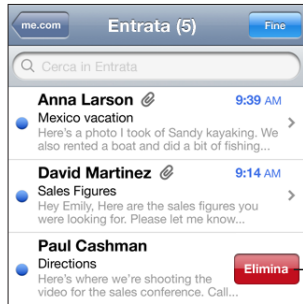 me.com
Entrata (5)
Fine
Cerca in Entrata
Anna Larson
9:39 AM
Mexico vacation
Here's a photo I took of Sandy kayaking. We
also rented a boat and did a bit of fishing...
David Martinez
9:14 AM
Sales Figures
Hey Emily, Here are the sales figures you
were looking for. Please let me know...
Paul Cashman
Directions
Here's where we're shooting the
video for the sales conference. Call...
Elimina